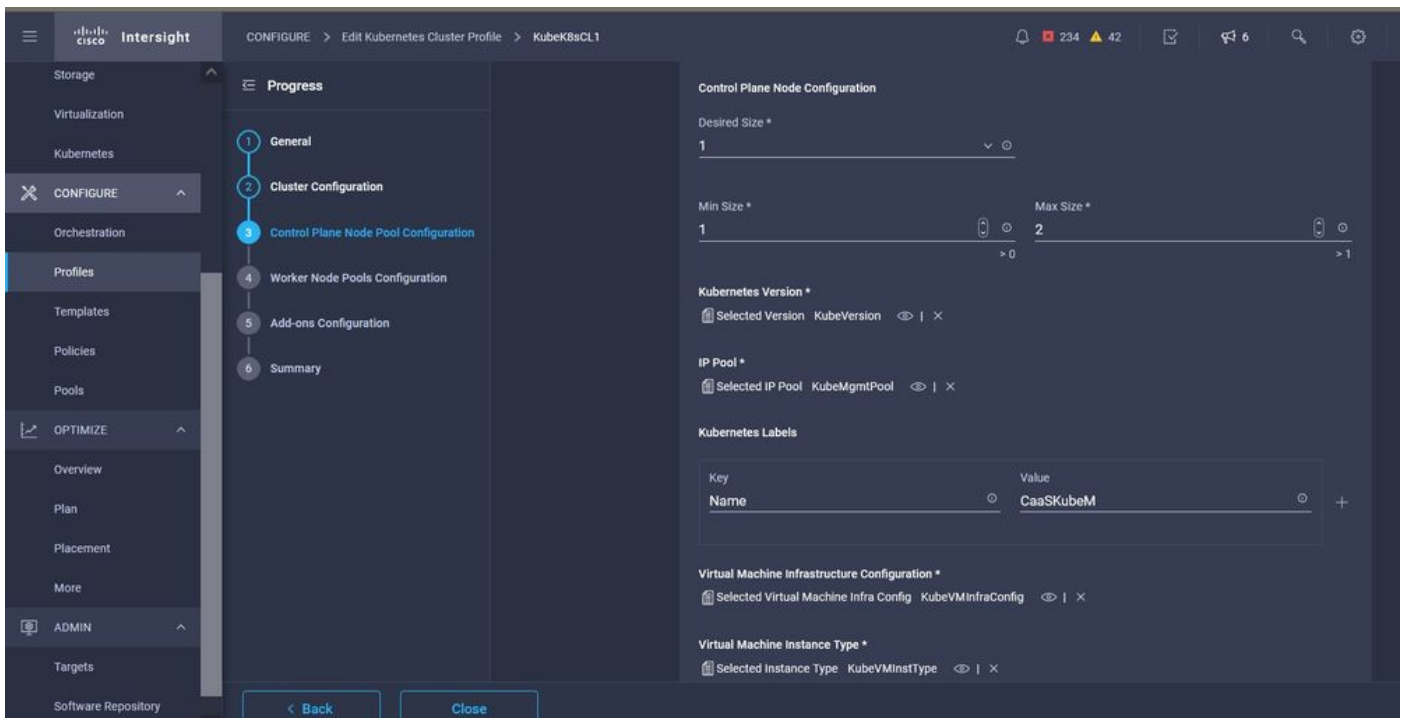 cisco Intersight
CONFIGURE > Edit Kubernetes Cluster Profile > KubeK8sCL1
234 42
6
Storage
Virtualization
Kubernetes
CONFIGURE
Orchestration
Profiles
Templates
Policies
Pools
OPTIMIZE
Overview
Plan
Placement
More
ADMIN
Targets
Software Repository
Progress
1 General
2 Cluster Configuration
3 Control Plane Node Pool Configuration
4 Worker Node Pools Configuration
5 Add-ons Configuration
6 Summary
Control Plane Node Configuration
Desired Size *
1
Min Size * Max Size *
1 2
> 0 > 1
Kubernetes Version *
Selected Version KubeVersion | ×
IP Pool *
Selected IP Pool KubeMgmtPool | ×
Kubernetes Labels
Key Value
Name CaaSKubeM
Virtual Machine Infrastructure Configuration *
Selected Virtual Machine Infra Config KubeVMInfraConfig | ×
Virtual Machine Instance Type *
Selected Instance Type KubeVMInstType | ×
< Back Close